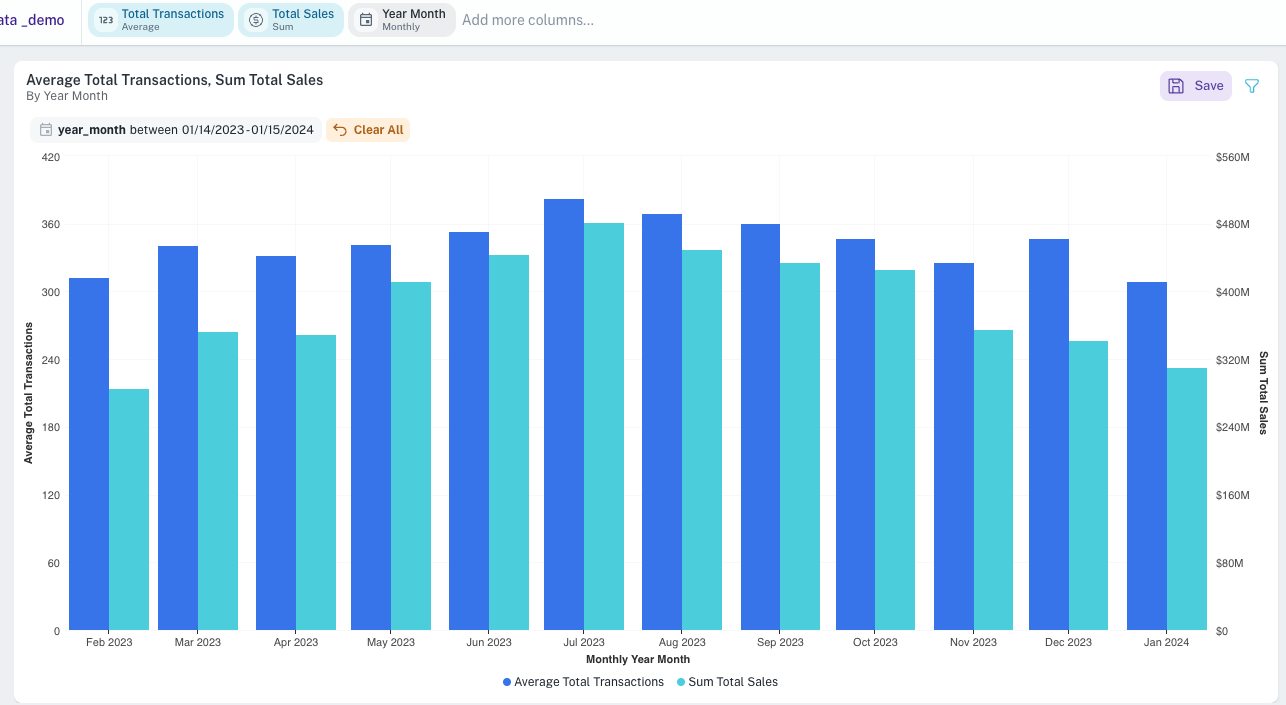 ata _demo
123 Total Transactions
Average
Total Sales
Sum
Year Month
Monthly
Add more columns...
Average Total Transactions, Sum Total Sales
By Year Month
Save
year_month between 01/14/2023 - 01/15/2024
Clear All
420
360
300
240
180
120
60
0
Average Total Transactions
$560M
$480M
$400M
$320M
$240M
$160M
$80M
$0
Sum Total Sales
Feb 2023 Mar 2023 Apr 2023 May 2023 Jun 2023 Jul 2023 Aug 2023 Sep 2023 Oct 2023 Nov 2023 Dec 2023 Jan 2024
Monthly Year Month
Average Total Transactions Sum Total Sales